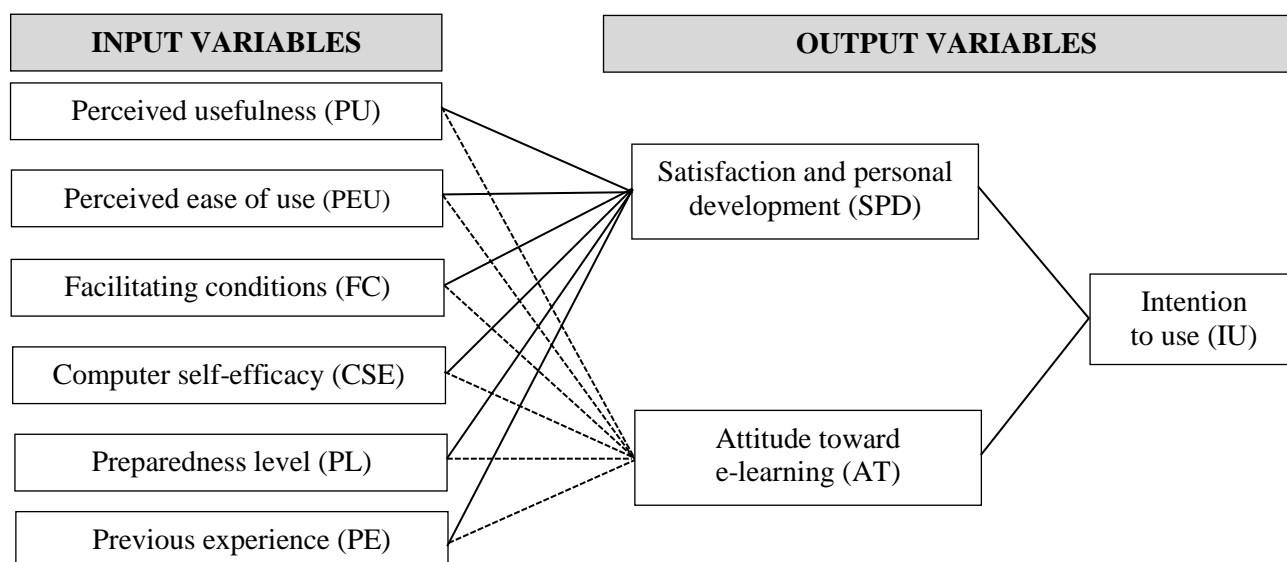 INPUT VARIABLES
OUTPUT VARIABLES
Perceived usefulness (PU)
Perceived ease of use (PEU)
Facilitating conditions (FC)
Computer self-efficacy (CSE)
Preparedness level (PL)
Previous experience (PE)
Satisfaction and personal
development (SPD)
Attitude toward
e-learning (AT)
Intention
to use (IU)